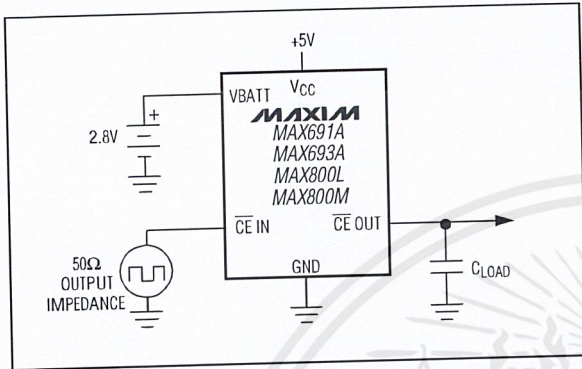 +5V
VCC
VBATT
+
2.8V
MAXIM
MAX691A
MAX693A
MAX800L
MAX800M
CE IN
CE OUT
50Ω
OUTPUT
IMPEDANCE
GND
CLOAD